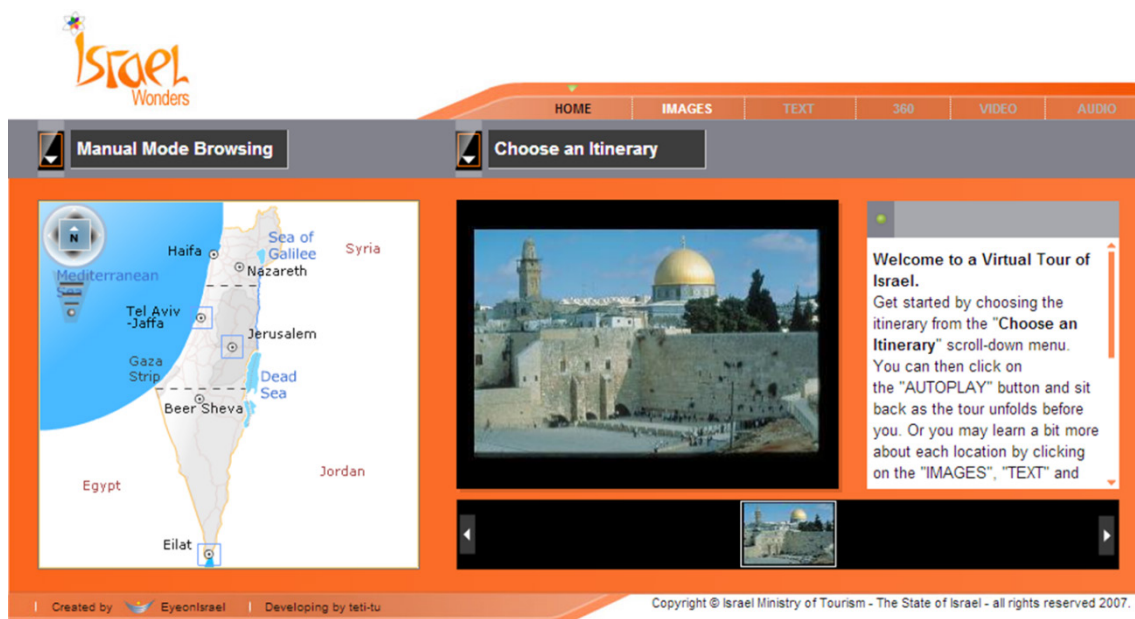 Israel
Wonders
HOME IMAGES TEXT 360 VIDEO AUDIO
Manual Mode Browsing
Choose an Itinerary
N
Haifa
Sea of
Galilee
Syria
Nazareth
Mediterranean
Sea
Tel Aviv
-Jaffa
Jerusalem
Gaza
Strip
Dead
Sea
Beer Sheva
Jordan
Egypt
Eilat
Welcome to a Virtual Tour of
Israel.
Get started by choosing the
itinerary from the "Choose an
Itinerary" scroll-down menu.
You can then click on
the "AUTOPLAY" button and sit
back as the tour unfolds before
you. Or you may learn a bit more
about each location by clicking
on the "IMAGES", "TEXT" and
| Created by EyeonIsrael | Developing by teti-tu
Copyright © Israel Ministry of Tourism - The State of Israel - all rights reserved 2007.